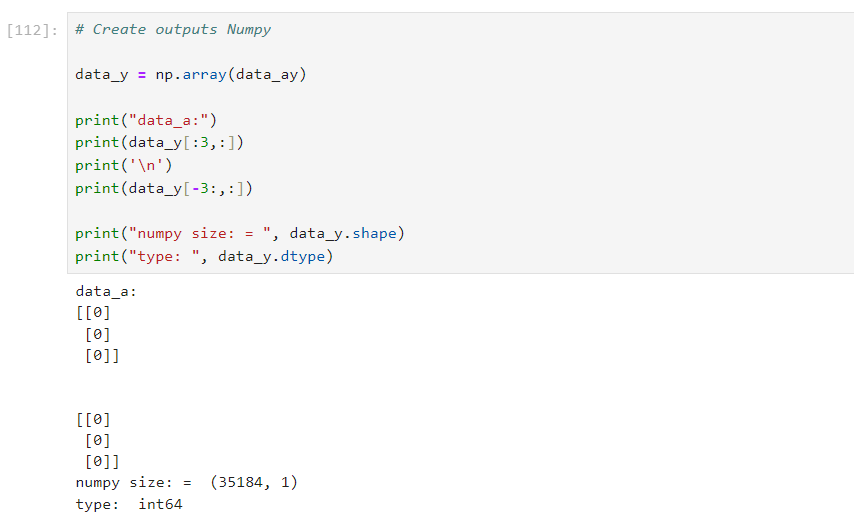 [112]: # Create outputs Numpy
data_y = np.array(data_ay)
print("data_a:")
print(data_y[:3,:])
print('\n')
print(data_y[-3:,:])
print("numpy size: = ", data_y.shape)
print("type: ", data_y.dtype)
data_a:
[[0]
 [0]
 [0]]
[[0]
 [0]
 [0]]
numpy size: =  (35184, 1)
type:  int64